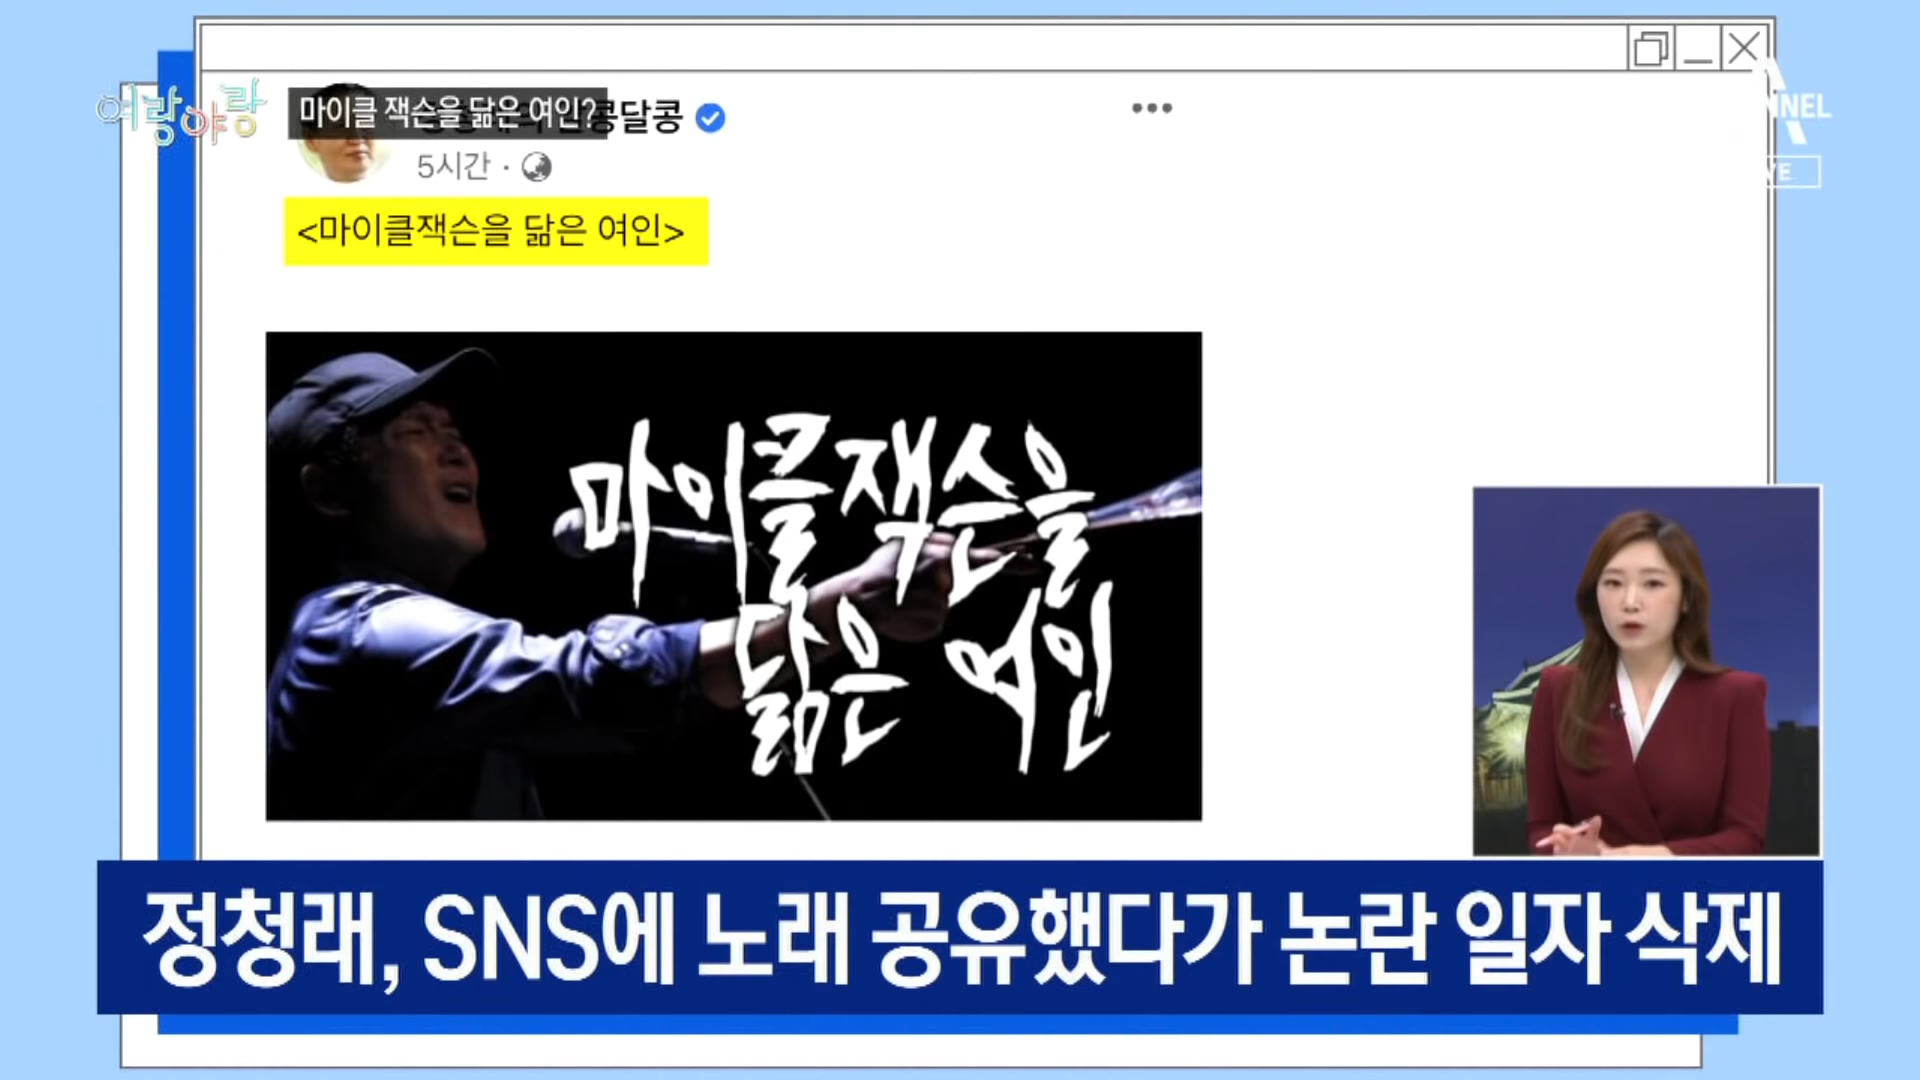 여랑야랑
마이클 잭슨을 닮은 여인?
콩달콩
NNEL
5시간 ·
<마이클잭슨을 닮은 여인>
마이클잭슨을
닮은 여인
정청래, SNS에 노래 공유했다가 논란 일자 삭제